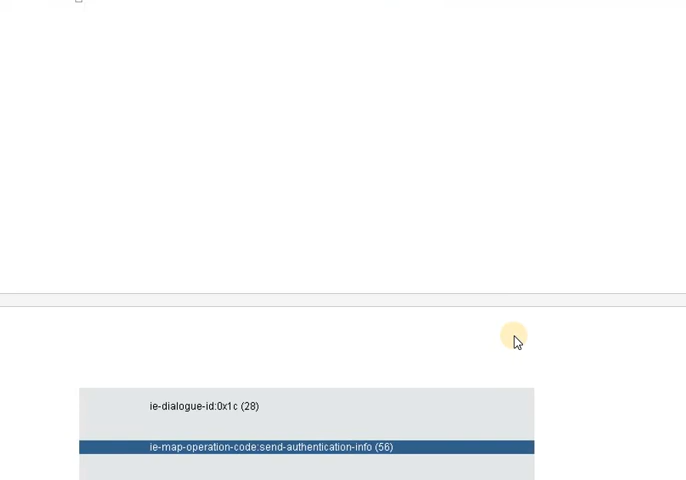 ie-dialogue-id:0x1c (28)
ie-map-operation-code:send-authentication-info (56)